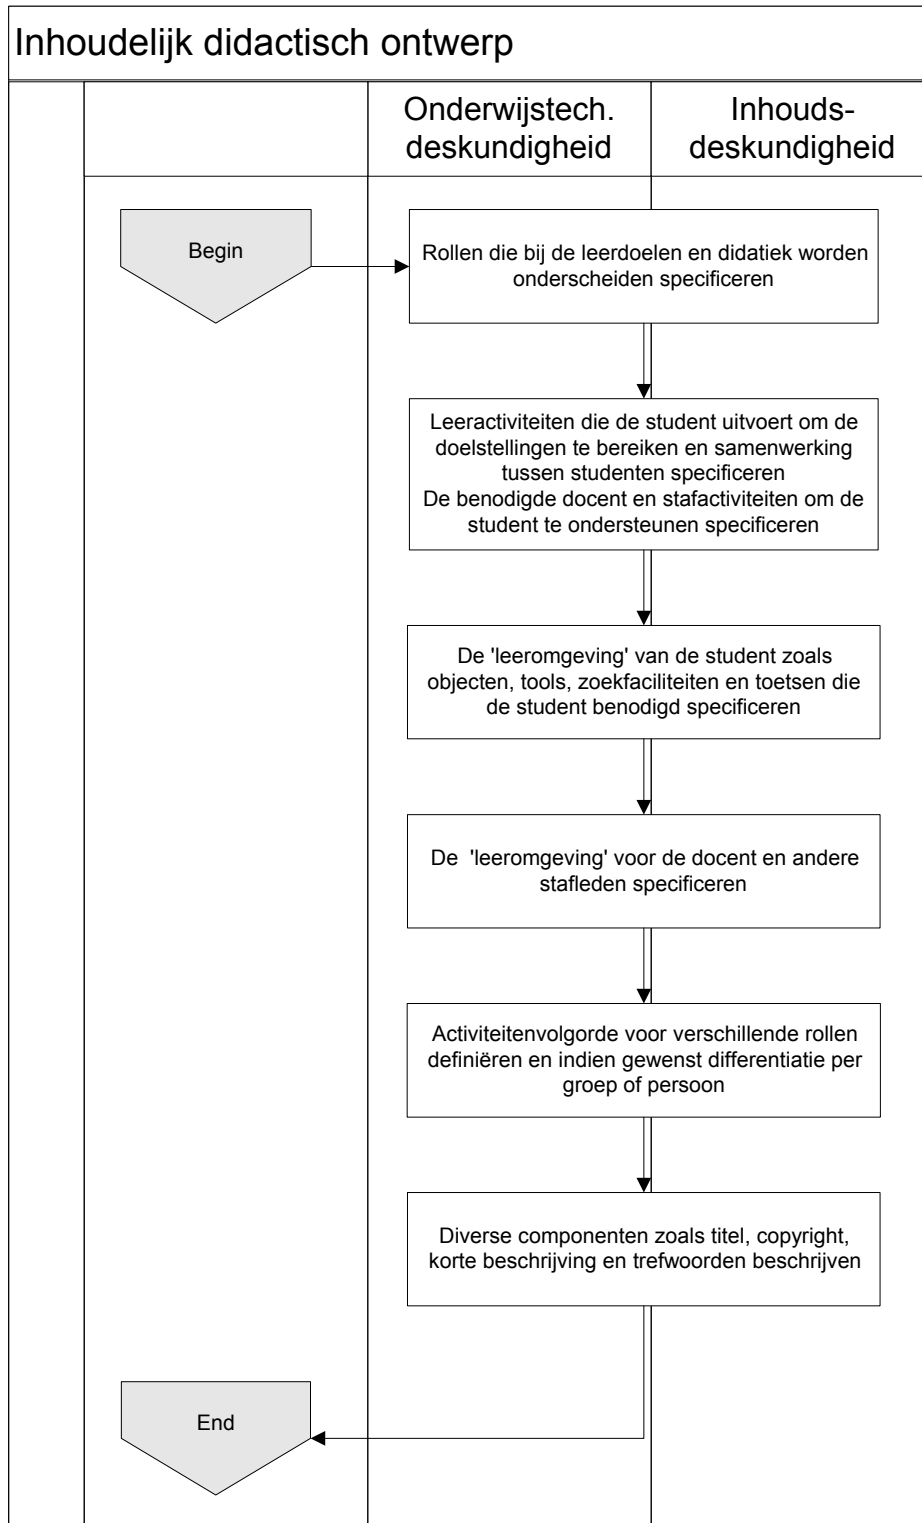 Inhoudelijk didactisch ontwerp
Onderwijstech.
deskundigheid
Inhouds-
deskundigheid
Begin
Rollen die bij de leerdoelen en didatiek worden
onderscheiden specificeren
Leeractiviteiten die de student uitvoert om de
doelstellingen te bereiken en samenwerking
tussen studenten specificeren
De benodigde docent en stafactiviteiten om de
student te ondersteunen specificeren
De 'leeromgeving' van de student zoals
objecten, tools, zoekfaciliteiten en toetsen die
de student benodigd specificeren
De 'leeromgeving' voor de docent en andere
stafleden specificeren
Activiteitenvolgorde voor verschillende rollen
definiëren en indien gewenst differentiatie per
groep of persoon
Diverse componenten zoals titel, copyright,
korte beschrijving en trefwoorden beschrijven
End